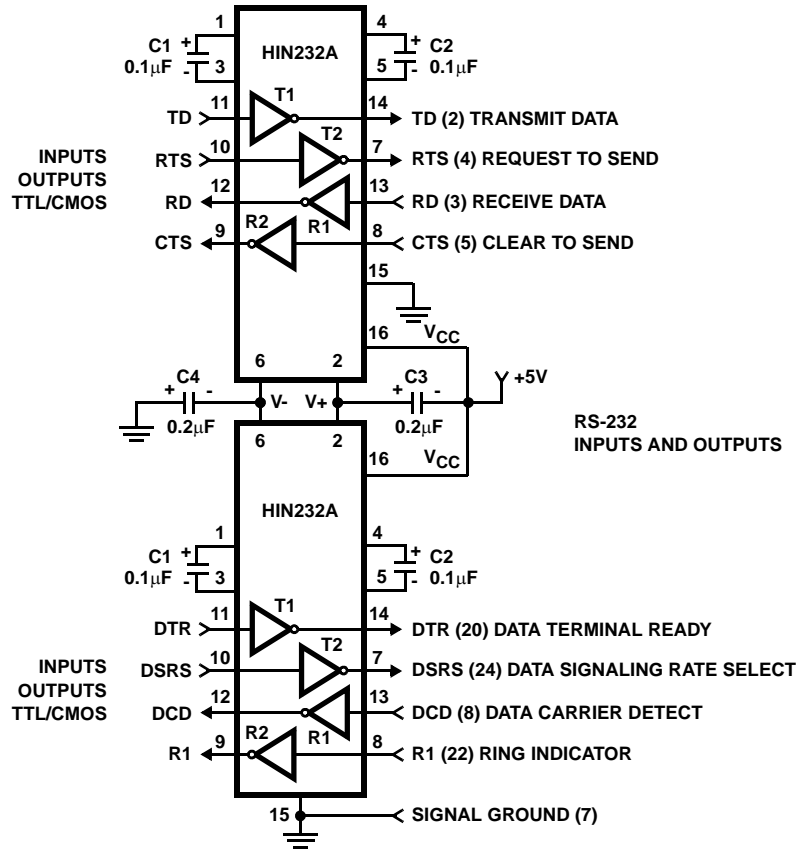 1 4
C1 + HIN232A + C2
0.1µF - 3 5 - 0.1µF
T1
TD 11 14 TD (2) TRANSMIT DATA
T2
INPUTS
OUTPUTS
TTL/CMOS
RTS 10 7 RTS (4) REQUEST TO SEND
RD 12 13 RD (3) RECEIVE DATA
R2 R1
CTS 9 8 CTS (5) CLEAR TO SEND
15
16 VCC
6 2
C4 C3 +5V
+ - V- V+ + -
0.2µF 0.2µF
RS-232
INPUTS AND OUTPUTS
6 2
16 VCC
HIN232A
1 4
C1 + + C2
0.1µF - 3 5 - 0.1µF
T1
DTR 11 14 DTR (20) DATA TERMINAL READY
T2
INPUTS
OUTPUTS
TTL/CMOS
DSRS 10 7 DSRS (24) DATA SIGNALING RATE SELECT
DCD 12 13 DCD (8) DATA CARRIER DETECT
R2 R1
R1 9 8 R1 (22) RING INDICATOR
15 SIGNAL GROUND (7)